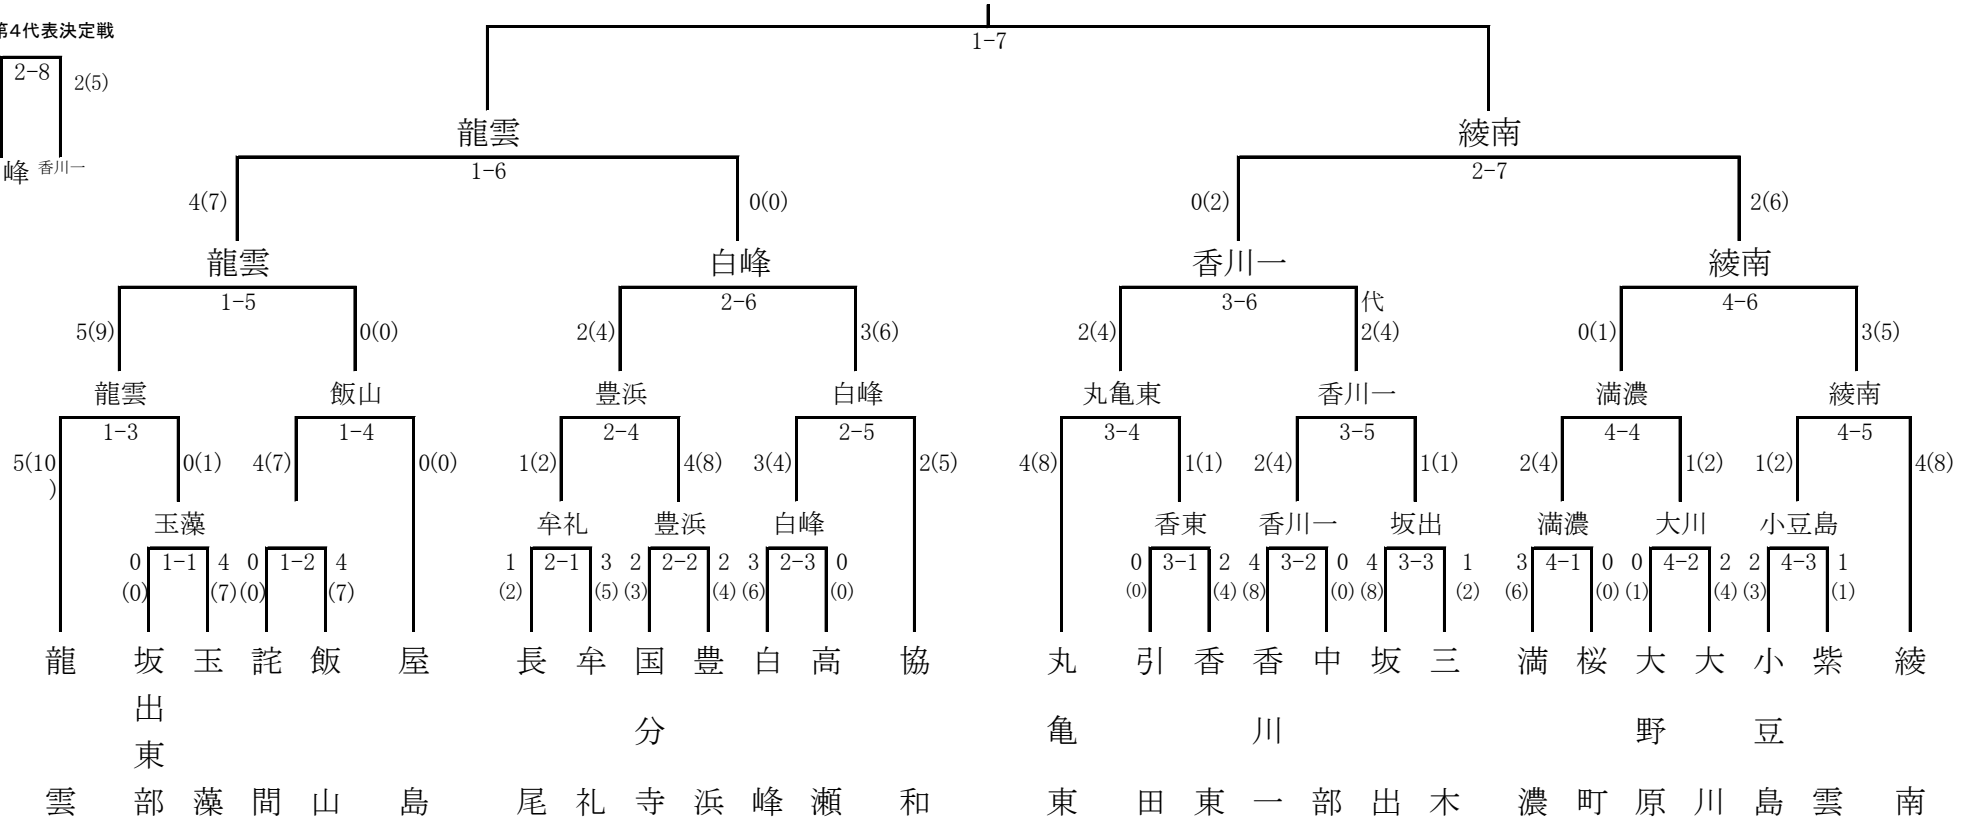 第4代表決定戦
1-7
2-8
2(5)
龍雲 綾南
峰 香川一
1-6 2-7
4(7) 0(0) 0(2) 2(6)
龍雲 白峰 香川一 綾南
1-5 2-6 3-6 代 4-6
5(9) 0(0) 2(4) 3(6) 2(4) 2(4) 0(1) 3(5)
龍雲 飯山 豊浜 白峰 丸亀東 香川一 満濃 綾南
1-3 1-4 2-4 2-5 3-4 3-5 4-4 4-5
5(10 0(1) 4(7) 0(0) 1(2) 4(8) 3(4) 2(5) 4(8) 1(1) 2(4) 1(1) 2(4) 1(2) 1(2) 4(8)
)
玉藻 牟礼 豊浜 白峰 香東 香川一 坂出 満濃 大川 小豆島
0 1-1 4 0 1-2 4 1 2-1 3 2 2-2 2 3 2-3 0 0 3-1 2 4 3-2 0 4 3-3 1 3 4-1 0 0 4-2 2 2 4-3 1
(0) (7) (0) (7) (2) (5) (3) (4) (6) (0) (0) (4) (8) (0) (8) (2) (6) (0) (1) (4) (3) (1)
龍雲
坂出東部
玉藻
詫間
飯山
屋島
長尾
牟礼
国分寺
豊浜
白峰
高瀬
協和
丸亀東
引田
香東
香川一
中部
坂出
三木
満濃
桜町
大野原
大川
小豆島
紫雲
綾南